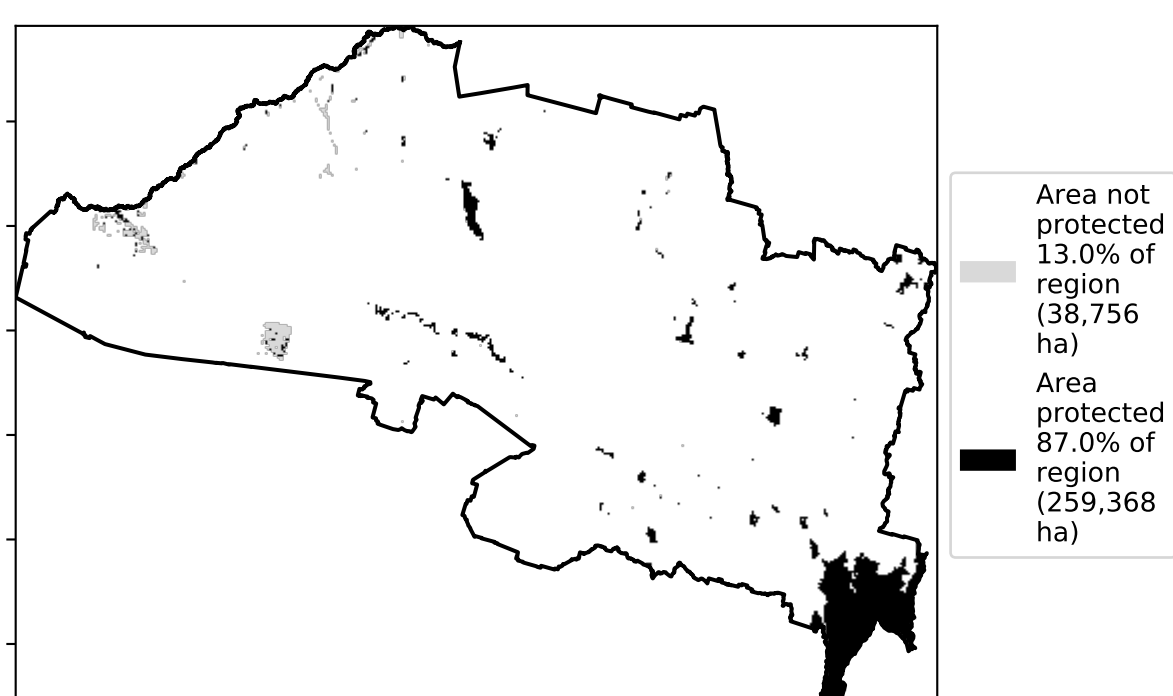 Area not
protected
13.0% of
region
(38,756
ha)
Area
protected
87.0% of
region
(259,368
ha)